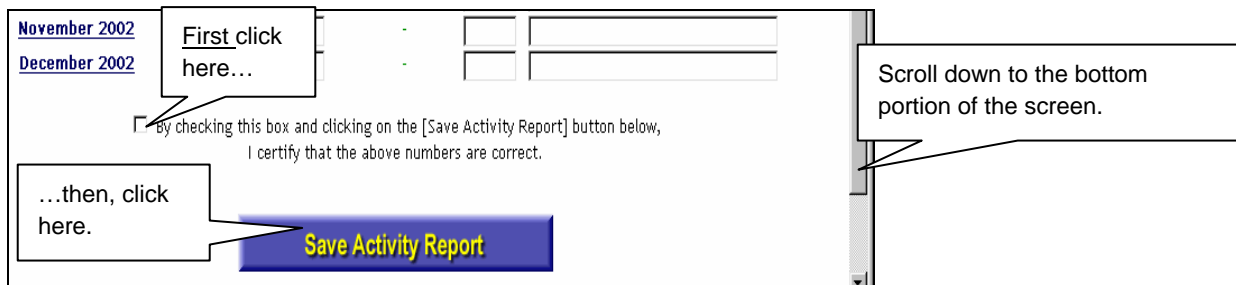 November 2002
-
December 2002
-
First click
here…
Scroll down to the bottom
portion of the screen.
By checking this box and clicking on the [Save Activity Report] button below,
I certify that the above numbers are correct.
…then, click
here.
Save Activity Report